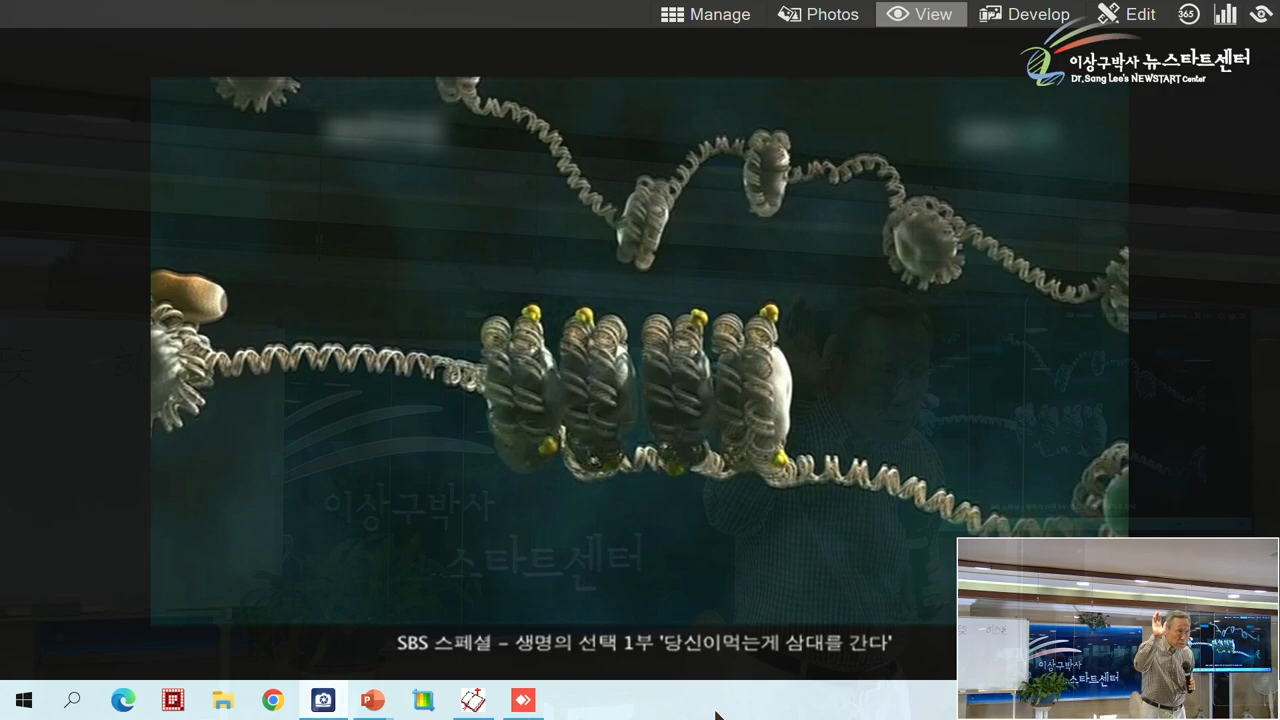 Manage Photos View Develop Edit 365
이상구박사 뉴스타트센터
Dr.Sang Lee's NEWSTART Center
이상구박사
스타트센터
SBS 스페셜 - 생명의 선택 1부 '당신이먹는게 삼대를 간다'
이상구박사
스타트센터